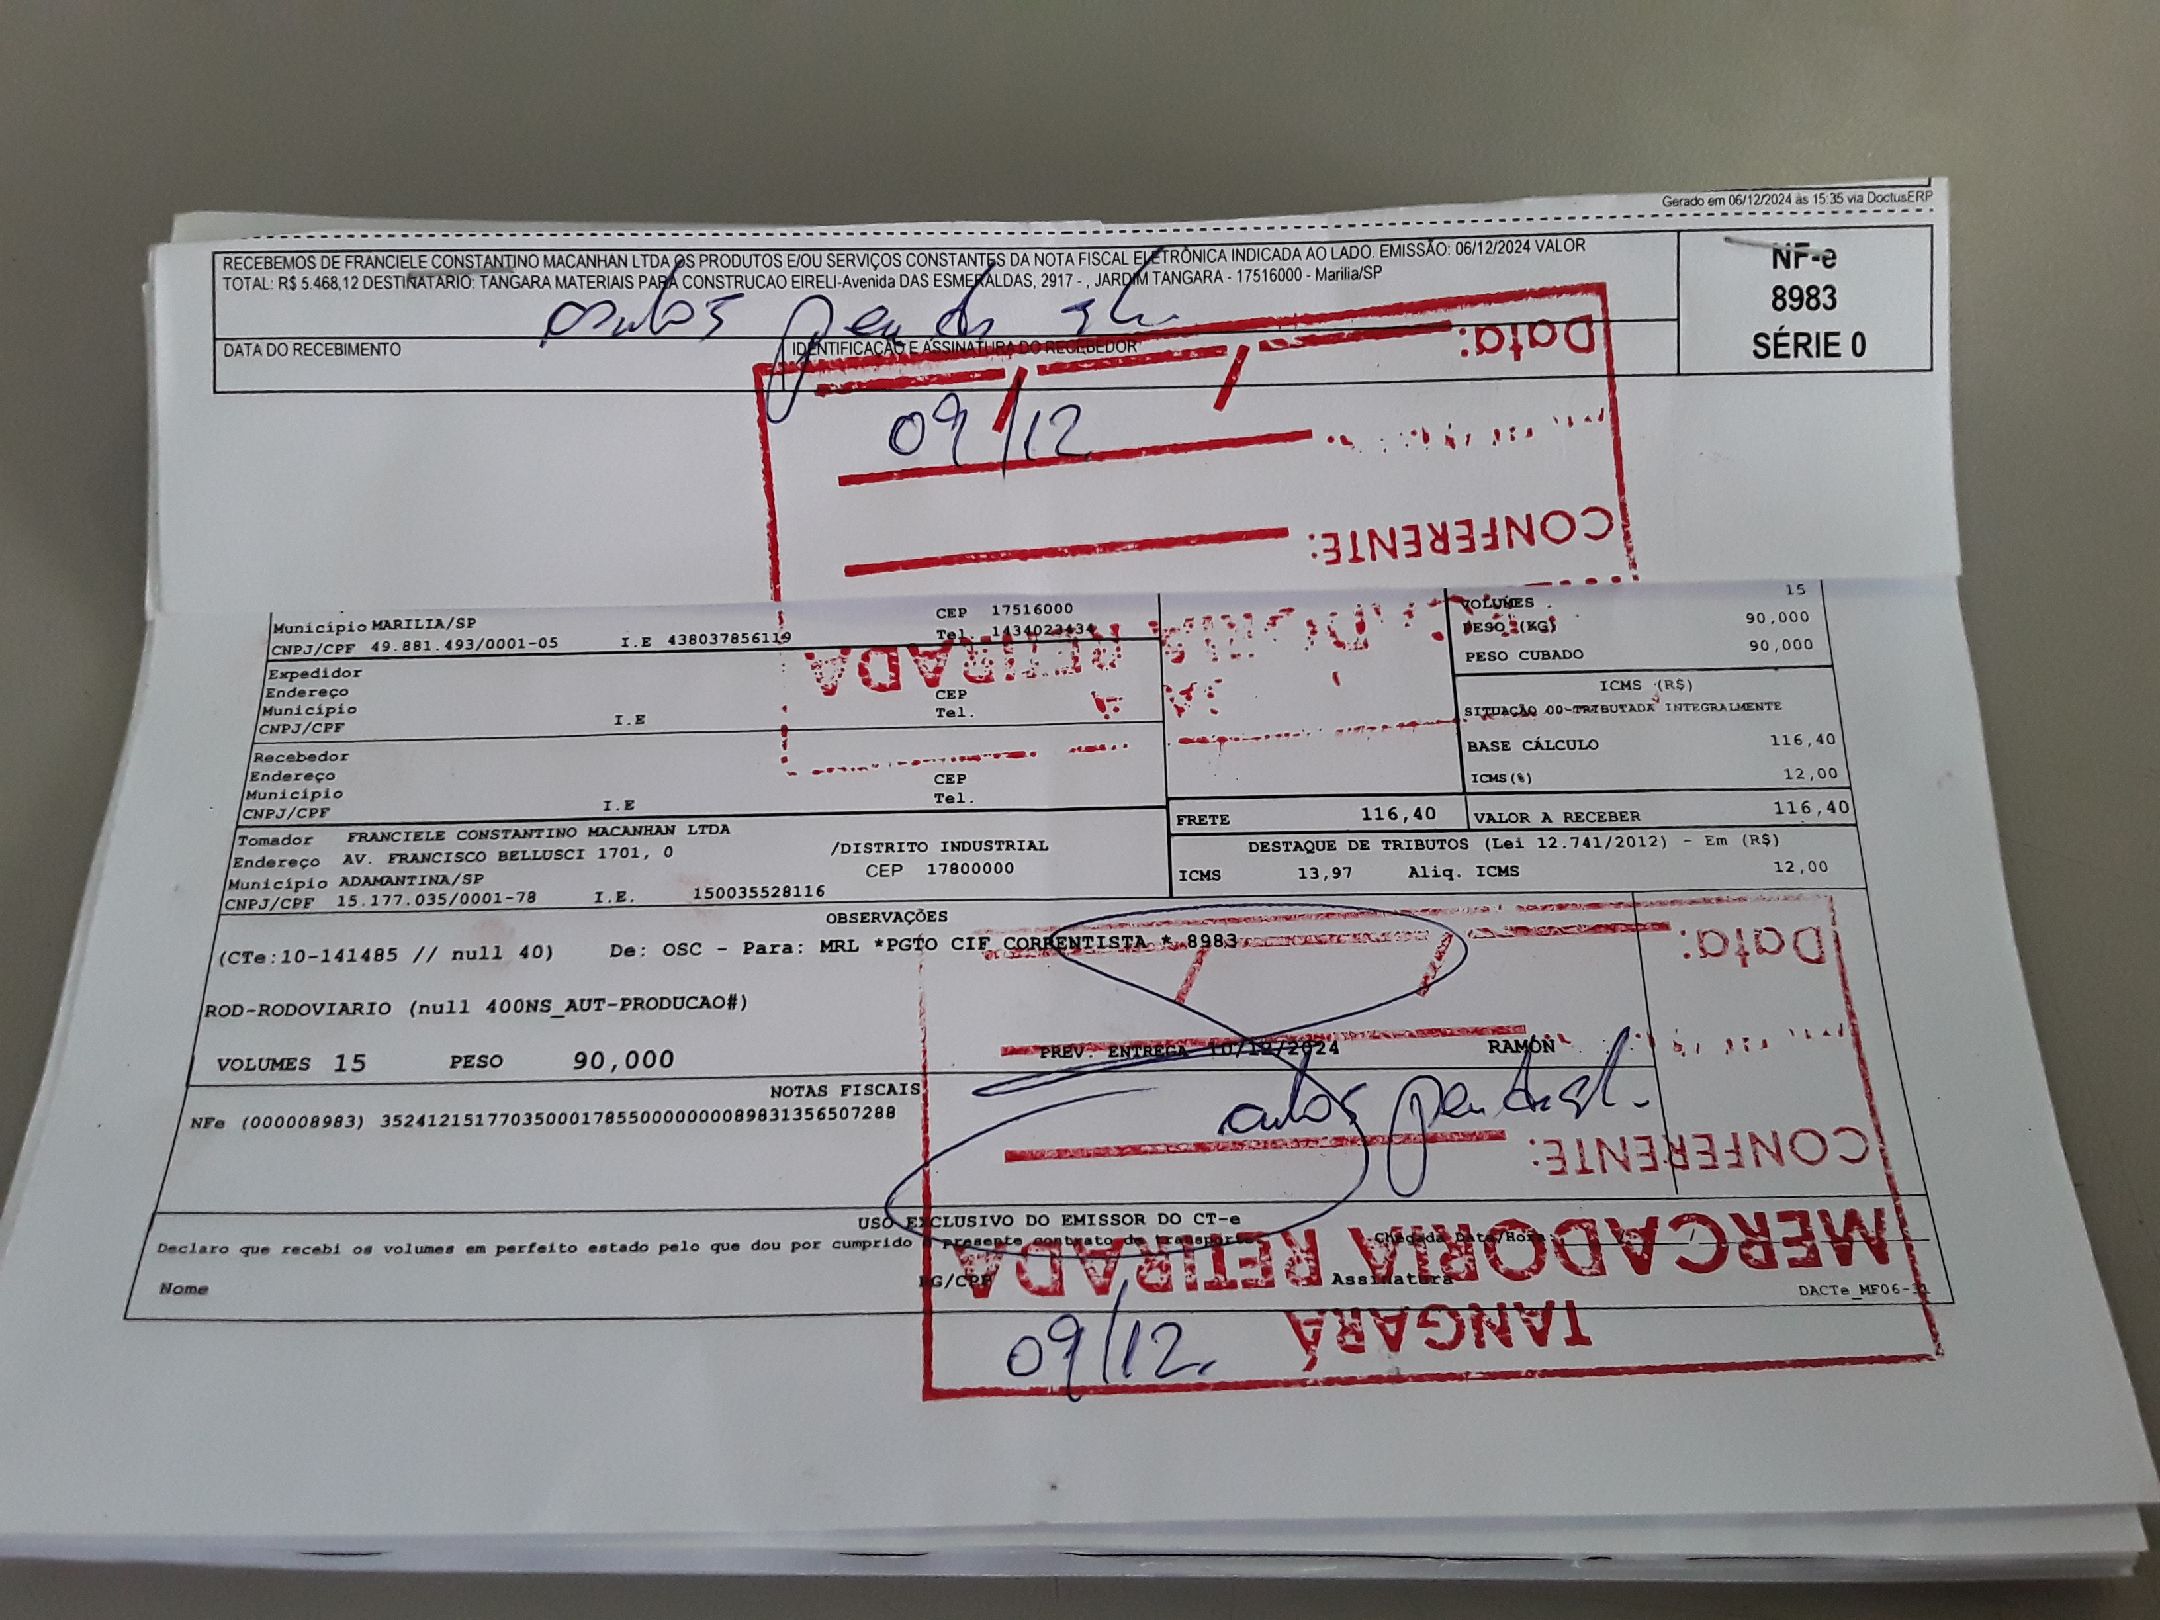 Gerado em 06/12/2024 às 15:35 via DoctusERP
RECEBEMOS DE FRANCIELE CONSTANTINO MACANHAN LTDA OS PRODUTOS E/OU SERVIÇOS CONSTANTES DA NOTA FISCAL ELETRÔNICA INDICADA AO LADO. EMISSÃO: 06/12/2024 VALOR
TOTAL: R$ 5.468,12 DESTINATÁRIO: TANGARA MATERIAIS PARA CONSTRUCAO EIRELI-Avenida DAS ESMERALDAS, 2917 - , JARDIM TANGARA - 17516000 - Marilia/SP
NF-e
8983
SÉRIE 0
DATA DO RECEBIMENTO
IDENTIFICAÇÃO E ASSINATURA DO RECEBEDOR
Data:
09/12
CONFERENTE:
RETIRADA
Município MARILIA/SP CEP 17516000
CNPJ/CPF 49.881.493/0001-05 I.E 438037856119 Tel. 1434023434
VOLUMES 15
PESO (KG) 90,000
PESO CUBADO 90,000
Expedidor
Endereço CEP
Município Tel.
CNPJ/CPF I.E
ICMS (R$)
SITUAÇÃO 00-TRIBUTADA INTEGRALMENTE
BASE CÁLCULO 116,40
ICMS(%) 12,00
Recebedor
Endereço CEP
Município Tel.
CNPJ/CPF I.E
FRETE 116,40 VALOR A RECEBER 116,40
Tomador FRANCIELE CONSTANTINO MACANHAN LTDA
Endereço AV. FRANCISCO BELLUSCI 1701, 0 /DISTRITO INDUSTRIAL
Município ADAMANTINA/SP CEP 17800000
CNPJ/CPF 15.177.035/0001-78 I.E. 150035528116
DESTAQUE DE TRIBUTOS (Lei 12.741/2012) - Em (R$)
ICMS 13,97 Aliq. ICMS 12,00
OBSERVAÇÕES
(CTe:10-141485 // null 40) De: OSC - Para: MRL *PGTO CIF CORRENTISTA * 8983
Data:
ROD-RODOVIARIO (null 400NS_AUT-PRODUCAO#)
VOLUMES 15 PESO 90,000 PREV. ENTREGA 10/12/2024 RAMON
NOTAS FISCAIS
NFe (000008983) 35241215177035000178550000000089831356507288
CONFERENTE:
USO EXCLUSIVO DO EMISSOR DO CT-e
Declaro que recebi os volumes em perfeito estado pelo que dou por cumprido o presente contrato de transporte. Chegada Data/Hora:
MERCADORIA RETIRADA
Nome RG/CPF Assinatura DACTe_MF06-31
TANGARÁ
09/12.